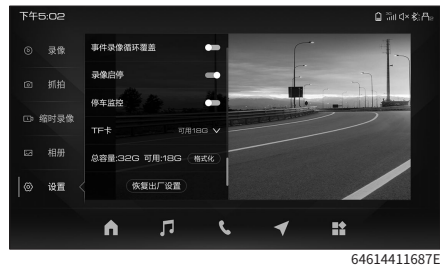 下午5:02
录像
抓拍
缩时录像
相册
设置
事件录像循环覆盖
录像启停
停车监控
TF卡 可用18G
总容量:32G 可用:18G 格式化
恢复出厂设置
64614411687E